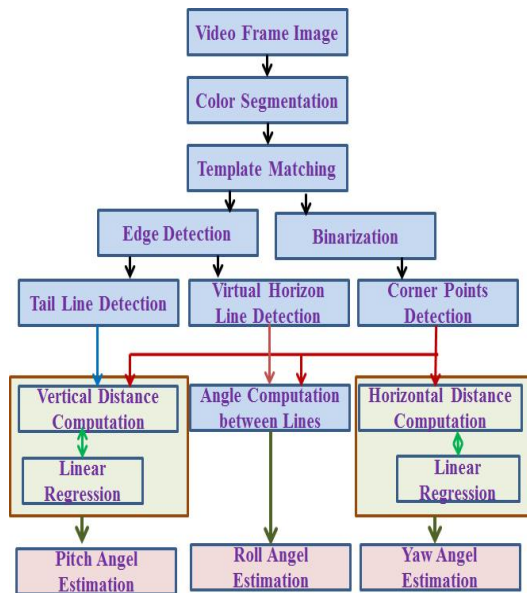 Video Frame Image
Color Segmentation
Template Matching
Edge Detection
Binarization
Tail Line Detection
Virtual Horizon
Line Detection
Corner Points
Detection
Vertical Distance
Computation
Linear
Regression
Angle Computation
between Lines
Horizontal Distance
Computation
Linear
Regression
Pitch Angel
Estimation
Roll Angel
Estimation
Yaw Angel
Estimation